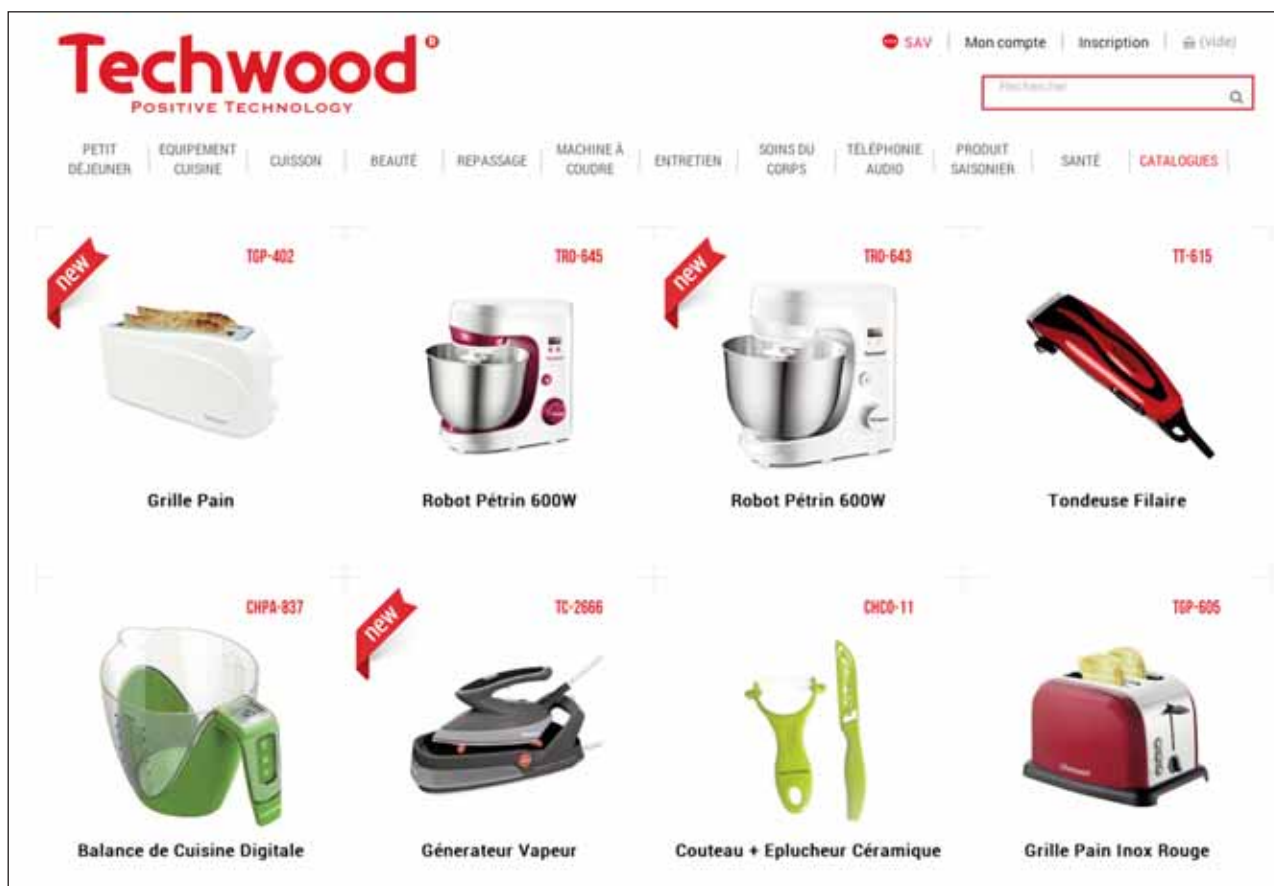 Techwood®
POSITIVE TECHNOLOGY
SAV Mon compte Inscription (vide)
Rechercher
PETIT DÉJEUNER EQUIPEMENT CUISINE CUISSON BEAUTÉ REPASSAGE MACHINE À COUDRE ENTRETIEN SOINS DU CORPS TÉLÉPHONIE AUDIO PRODUIT SAISONIER SANTÉ CATALOGUES
new TGP-402 TRO-645 new TRO-643 TT-615
Grille Pain Robot Pétrin 600W Robot Pétrin 600W Tondeuse Filaire
CHPA-837 new TC-2666 CHCO-11 TGP-605
Techwood
Balance de Cuisine Digitale Génerateur Vapeur Couteau + Eplucheur Céramique Grille Pain Inox Rouge